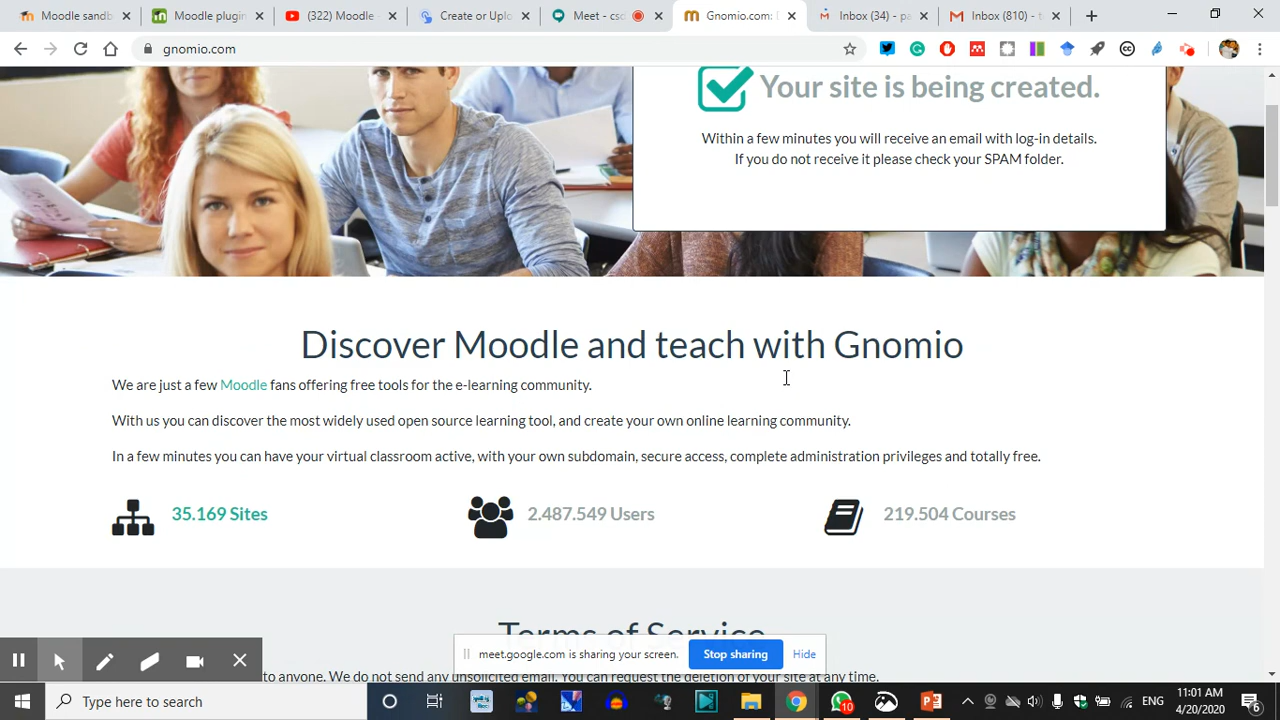 Moodle sandb
Moodle plugin
(322) Moodle
Create or Uplo
Meet - csc
Gnomio.com:
Inbox (34) - pa
Inbox (810) - t
gnomio.com
Your site is being created.
Within a few minutes you will receive an email with log-in details.
If you do not receive it please check your SPAM folder.
Discover Moodle and teach with Gnomio
We are just a few Moodle fans offering free tools for the e-learning community.
With us you can discover the most widely used open source learning tool, and create your own online learning community.
In a few minutes you can have your virtual classroom active, with your own subdomain, secure access, complete administration privileges and totally free.
35.169 Sites
2.487.549 Users
219.504 Courses
Terms of Service
to anyone. We do not send any unsolicited email. You can request the deletion of your site at any time.
meet.google.com is sharing your screen.
Stop sharing
Hide
Type here to search
10
ENG
11:01 AM
4/20/2020
6